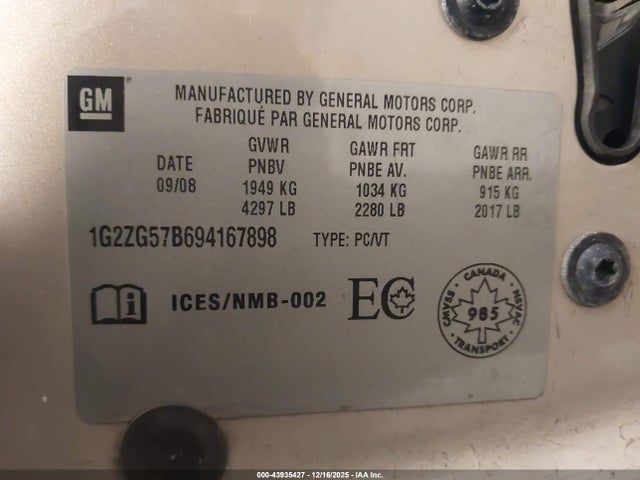 GM
MANUFACTURED BY GENERAL MOTORS CORP.
FABRIQUÉ PAR GENERAL MOTORS CORP.
GVWR GAWR FRT GAWR RR
DATE PNBV PNBE AV. PNBE ARR.
09/08 1949 KG 1034 KG 915 KG
4297 LB 2280 LB 2017 LB
1G2ZG57B694167898 TYPE: PC/VT
i ICES/NMB-002 EC
CANADA
CMVSS 985 NSVAC
TRANSPORT
000-43935427 - 12/16/2025 - IAA Inc.